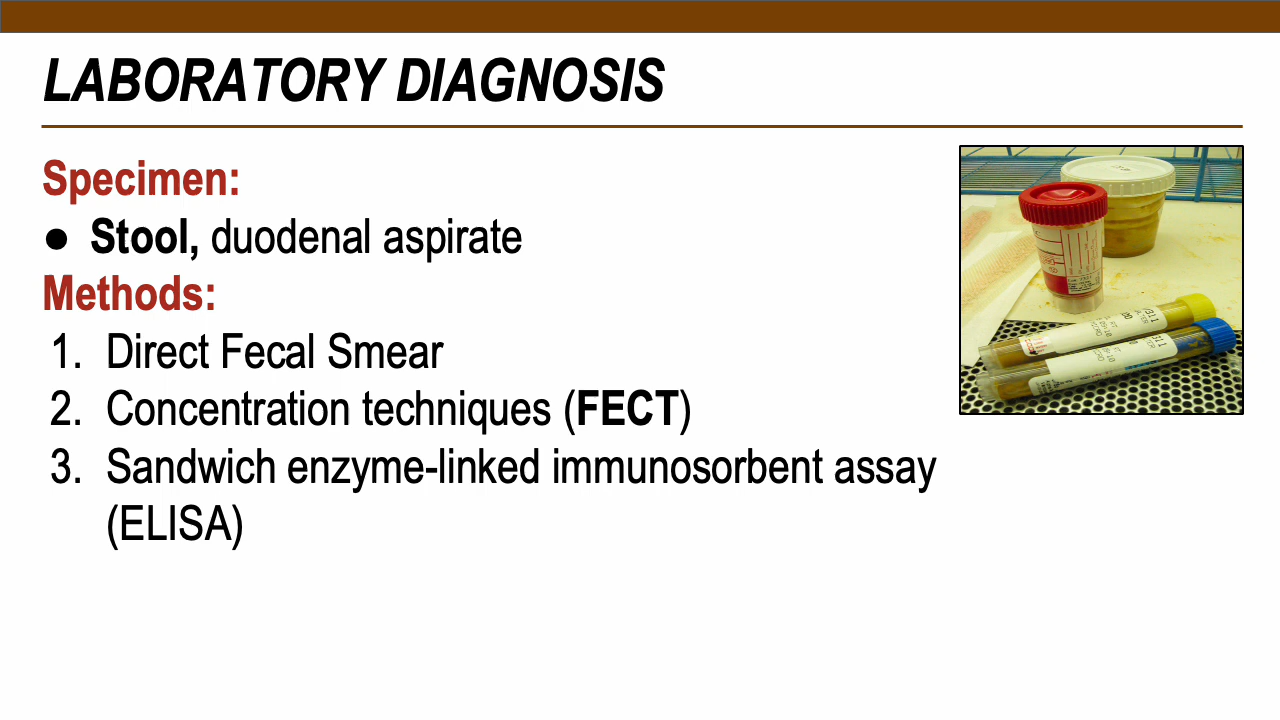 LABORATORY DIAGNOSIS
Specimen:
● Stool, duodenal aspirate
Methods:
1. Direct Fecal Smear
2. Concentration techniques (FECT)
3. Sandwich enzyme-linked immunosorbent assay
(ELISA)